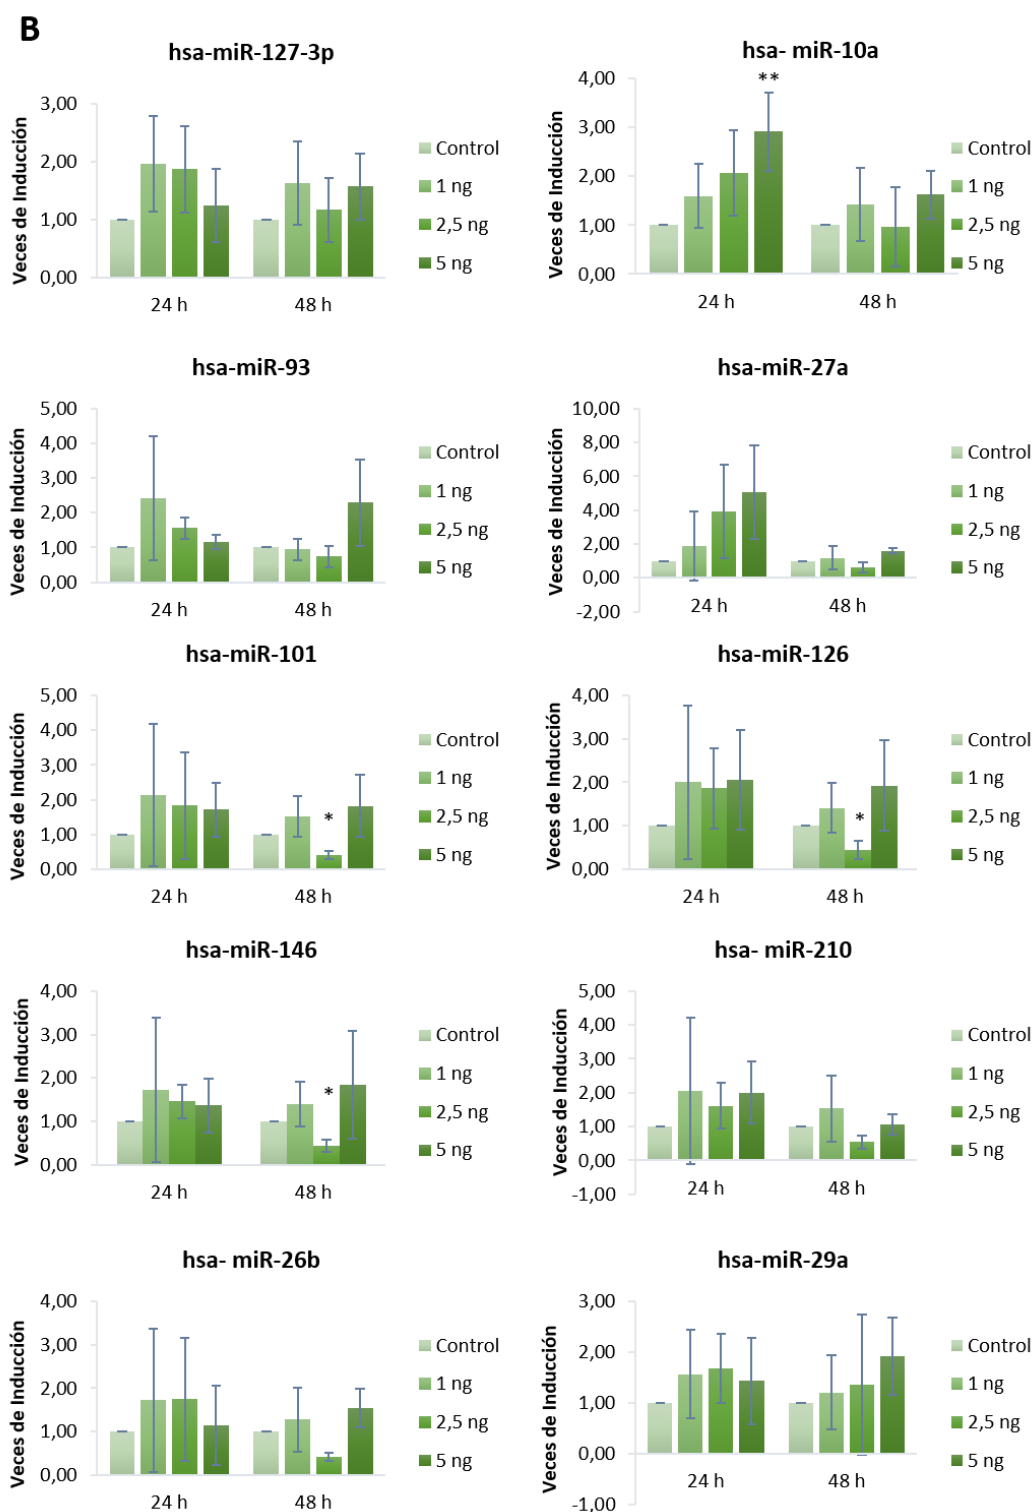 B
hsa-miR-127-3p
Veces de Inducción
3,00
2,00
1,00
0,00
24 h
48 h
Control
1 ng
2,5 ng
5 ng
hsa- miR-10a
Veces de Inducción
4,00
3,00
2,00
1,00
0,00
**
24 h
48 h
Control
1 ng
2,5 ng
5 ng
hsa-miR-93
Veces de Inducción
5,00
4,00
3,00
2,00
1,00
0,00
24 h
48 h
Control
1 ng
2,5 ng
5 ng
hsa-miR-27a
Veces de Inducción
10,00
8,00
6,00
4,00
2,00
0,00
-2,00
24 h
48 h
Control
1 ng
2,5 ng
5 ng
hsa-miR-101
Veces de Inducción
5,00
4,00
3,00
2,00
1,00
0,00
*
24 h
48 h
Control
1 ng
2,5 ng
5 ng
hsa-miR-126
Veces de Inducción
4,00
3,00
2,00
1,00
0,00
*
24 h
48 h
Control
1 ng
2,5 ng
5 ng
hsa-miR-146
Veces de Inducción
4,00
3,00
2,00
1,00
0,00
*
24 h
48 h
Control
1 ng
2,5 ng
5 ng
hsa- miR-210
Veces de Inducción
5,00
4,00
3,00
2,00
1,00
0,00
-1,00
24 h
48 h
Control
1 ng
2,5 ng
5 ng
hsa- miR-26b
Veces de Inducción
4,00
3,00
2,00
1,00
0,00
24 h
48 h
Control
1 ng
2,5 ng
5 ng
hsa-miR-29a
Veces de Inducción
3,00
2,00
1,00
0,00
-1,00
24 h
48 h
Control
1 ng
2,5 ng
5 ng